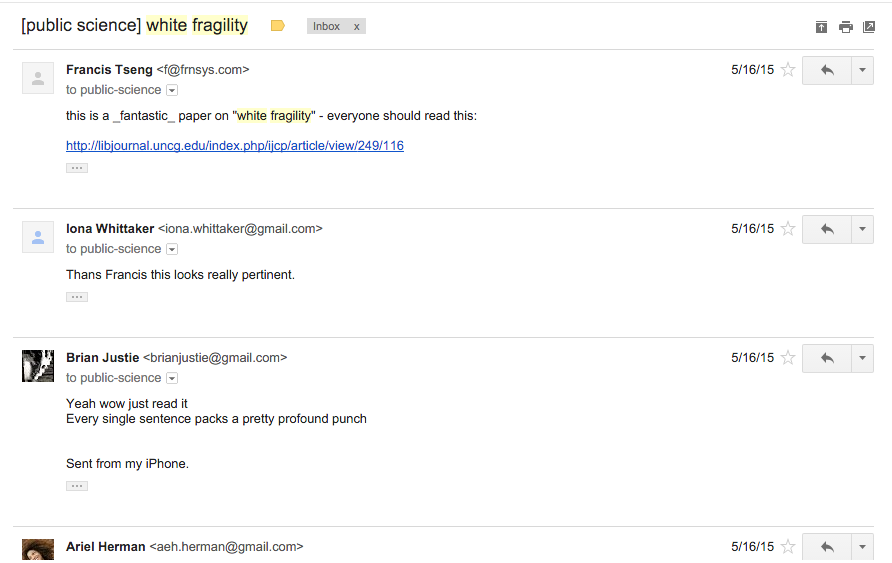 [public science] white fragility Inbox x
Francis Tseng <f@frnsys.com> 5/16/15
to public-science
this is a _fantastic_ paper on "white fragility" - everyone should read this:
http://libjournal.uncg.edu/index.php/ijcp/article/view/249/116
Iona Whittaker <iona.whittaker@gmail.com> 5/16/15
to public-science
Thans Francis this looks really pertinent.
Brian Justie <brianjustie@gmail.com> 5/16/15
to public-science
Yeah wow just read it
Every single sentence packs a pretty profound punch
Sent from my iPhone.
Ariel Herman <aeh.herman@gmail.com> 5/16/15